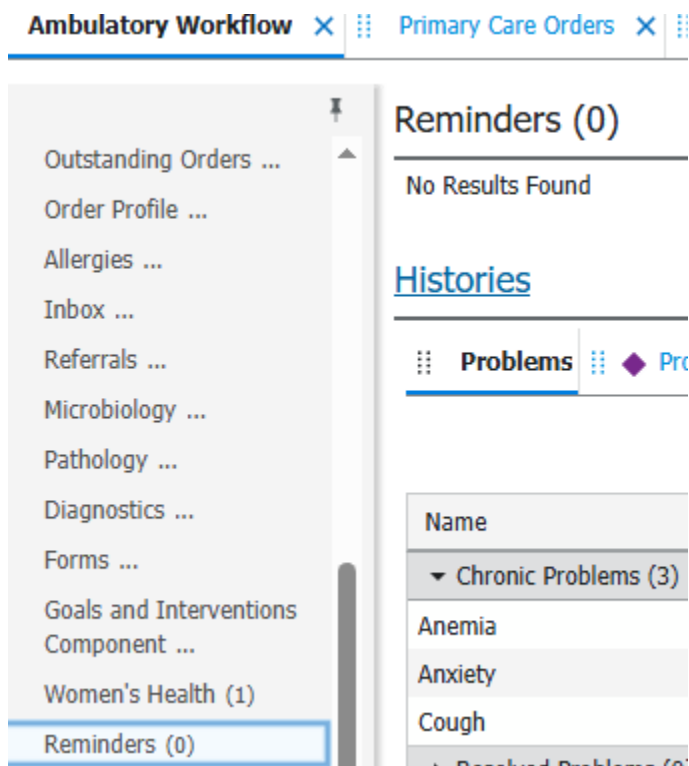 Ambulatory Workflow
Primary Care Orders
Outstanding Orders ...
Order Profile ...
Allergies ...
Inbox ...
Referrals ...
Microbiology ...
Pathology ...
Diagnostics ...
Forms ...
Goals and Interventions
Component ...
Women's Health (1)
Reminders (0)
Reminders (0)
No Results Found
Histories
Problems
Name
Chronic Problems (3)
Anemia
Anxiety
Cough
Resolved Problems